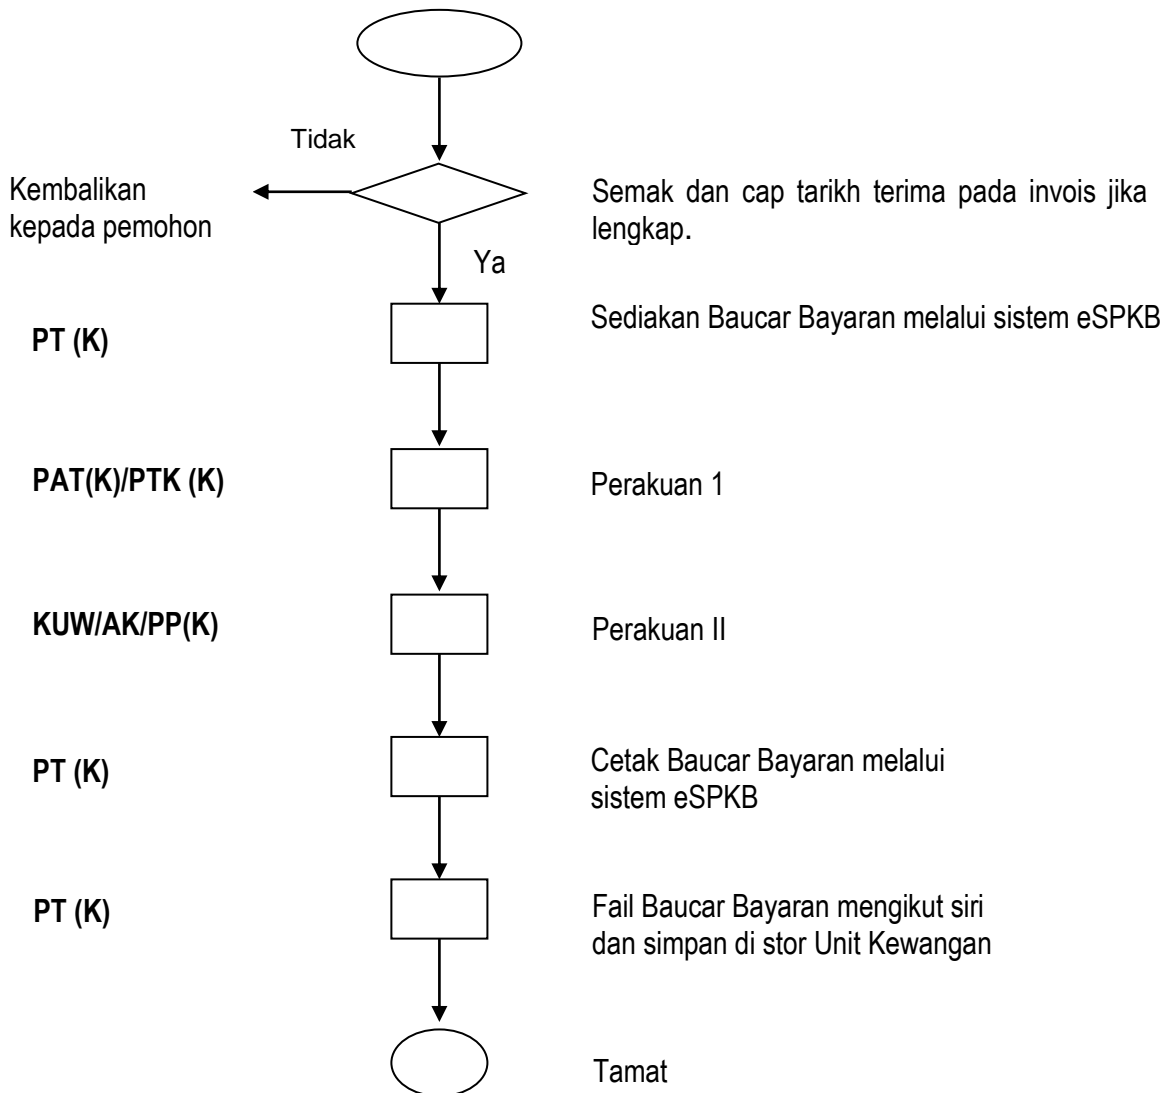 Tidak
Kembalikan
kepada pemohon
Semak dan cap tarikh terima pada invois jika
lengkap.
Ya
PT (K)
Sediakan Baucar Bayaran melalui sistem eSPKB
PAT(K)/PTK (K)
Perakuan 1
KUW/AK/PP(K)
Perakuan II
PT (K)
Cetak Baucar Bayaran melalui
sistem eSPKB
PT (K)
Fail Baucar Bayaran mengikut siri
dan simpan di stor Unit Kewangan
Tamat